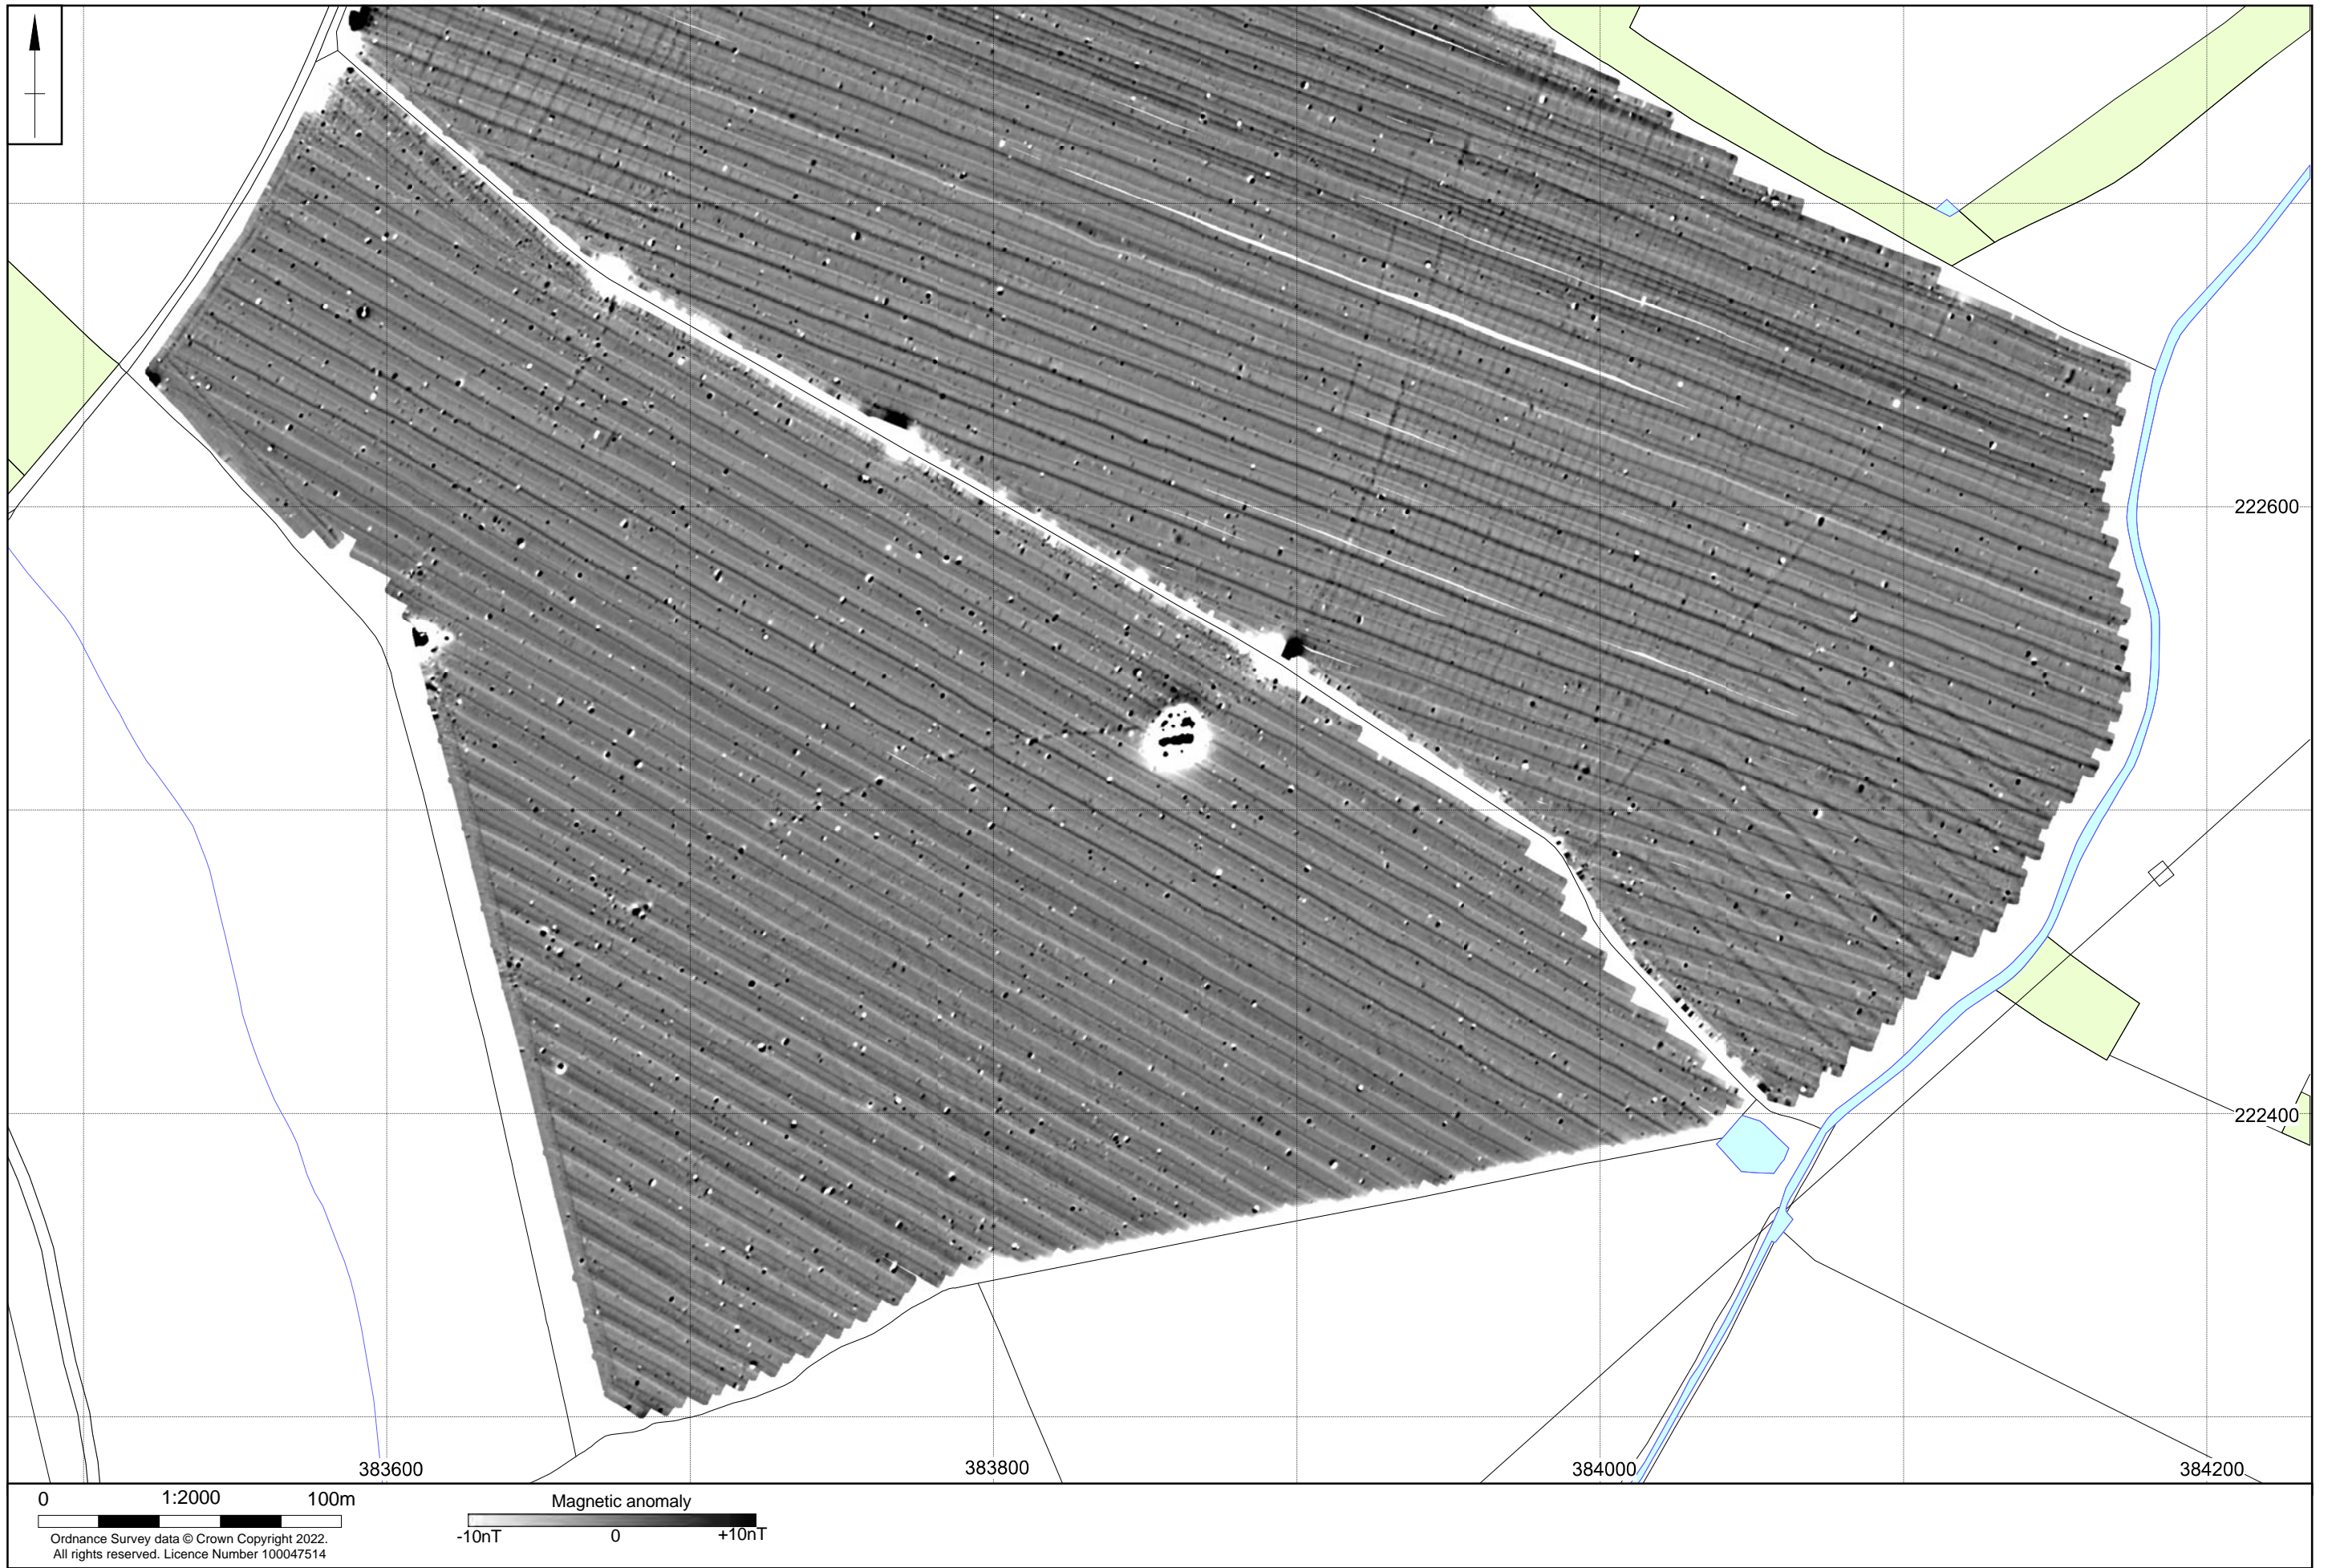 222600
222400
383600
383800
384000
384200
0 1:2000 100m
Ordnance Survey data © Crown Copyright 2022.
All rights reserved. Licence Number 100047514
Magnetic anomaly
-10nT 0 +10nT